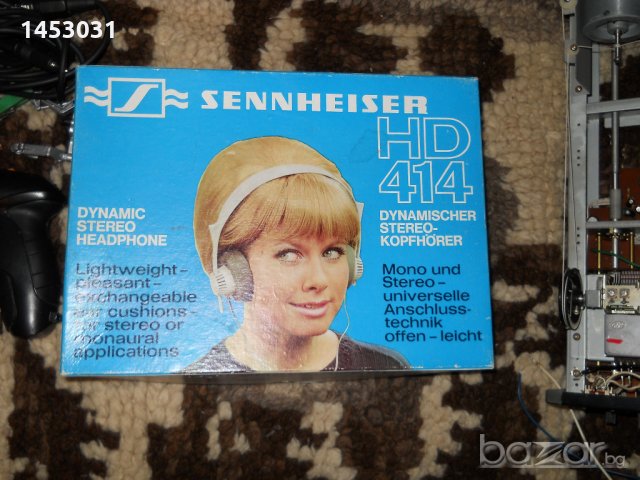 1453031
SENNHEISER
HD
414
DYNAMIC
STEREO
HEADPHONE
DYNAMISCHER
STEREO-
KOPFHÖRER
Lightweight-
pleasant-
exchangeable
ear cushions-
for stereo or
monaural
applications
Mono und
Stereo-
universelle
Anschluss-
technik
offen-leicht
bazar.bg